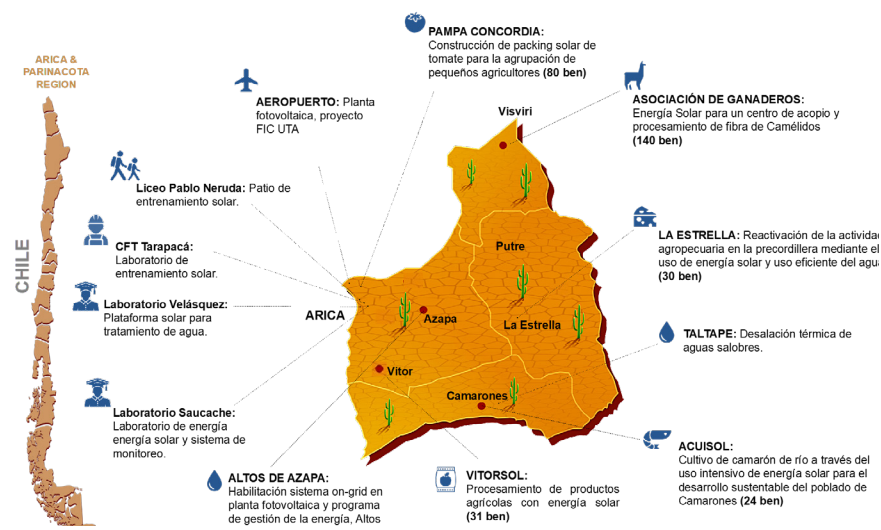 ARICA &
PARINACOTA
REGION
CHILE
PAMPA CONCORDIA:
Construcción de packing solar de
tomate para la agrupación de
pequeños agricultores (80 ben)
AEROPUERTO: Planta
fotovoltaica, proyecto
FIC UTA
Visviri
ASOCIACIÓN DE GANADEROS:
Energía Solar para un centro de acopio y
procesamiento de fibra de Camélidos
(140 ben)
Liceo Pablo Neruda: Patio de
entrenamiento solar.
CFT Tarapacá:
Laboratorio de
entrenamiento solar.
Putre
LA ESTRELLA: Reactivación de la actividad
agropecuaria en la precordillera mediante el
uso de energía solar y uso eficiente del agua
(30 ben)
Laboratorio Velásquez:
Plataforma solar para
tratamiento de agua.
ARICA
Azapa
La Estrella
TALTAPE: Desalación térmica de
aguas salobres.
Vitor
Camarones
Laboratorio Saucache:
Laboratorio de energía
energía solar y sistema de
monitoreo.
ALTOS DE AZAPA:
Habilitación sistema on-grid en
planta fotovoltaica y programa
de gestión de la energía, Altos
VITORSOL:
Procesamiento de productos
agrícolas con energía solar
(31 ben)
ACUISOL:
Cultivo de camarón de río a través del
uso intensivo de energía solar para el
desarrollo sustentable del poblado de
Camarones (24 ben)